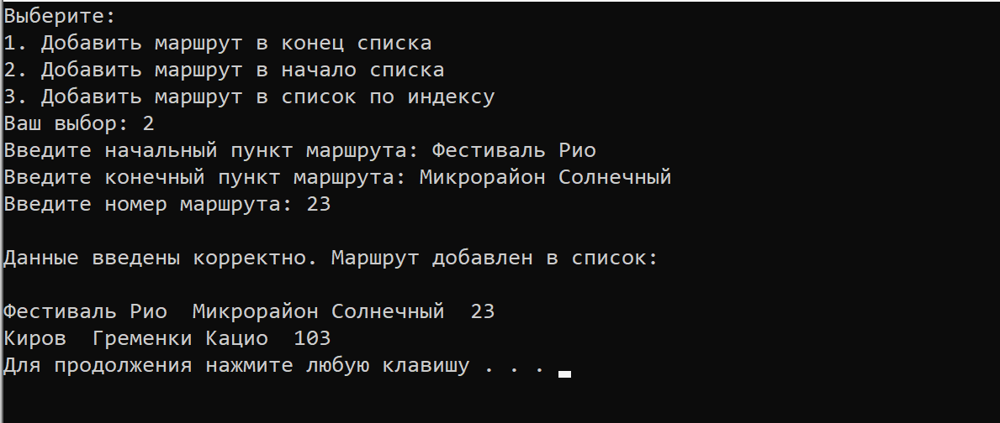 Выберите:
1. Добавить маршрут в конец списка
2. Добавить маршрут в начало списка
3. Добавить маршрут в список по индексу
Ваш выбор: 2
Введите начальный пункт маршрута: Фестиваль Рио
Введите конечный пункт маршрута: Микрорайон Солнечный
Введите номер маршрута: 23
Данные введены корректно. Маршрут добавлен в список:
Фестиваль Рио  Микрорайон Солнечный  23
Киров  Гременки Кацио  103
Для продолжения нажмите любую клавишу . . .